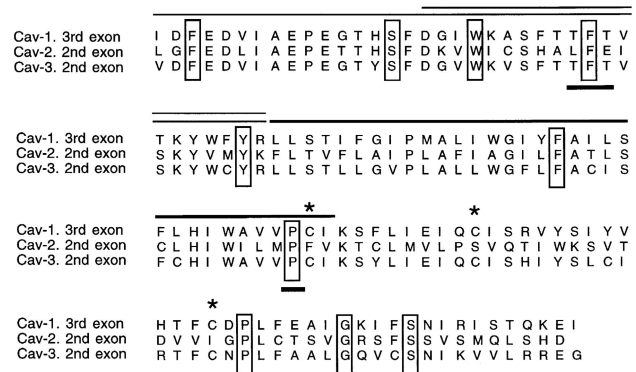 Cav-1. 3rd exon I D F E D V I A E P E G T H S F D G I W K A S F T T F T V
Cav-2. 2nd exon L G F E D L I A E P E T T H S F D K V W I C S H A L F E I
Cav-3. 2nd exon V D F E D V I A E P E G T Y S F D G V W K V S F T T F T V
Cav-1. 3rd exon T K Y W F Y R L L S T I F G I P M A L I W G I Y F A I L S
Cav-2. 2nd exon S K Y V M Y K F L T V F L A I P L A F I A G I L F A T L S
Cav-3. 2nd exon S K Y W C Y R L L S T L L G V P L A L L W G F L F A C I S
* *
Cav-1. 3rd exon F L H I W A V V P C I K S F L I E I Q C I S R V Y S I Y V
Cav-2. 2nd exon C L H I W I L M P F V K T C L M V L P S V Q T I W K S V T
Cav-3. 2nd exon F C H I W A V V P C I K S Y L I E I Q C I S H I Y S L C I
*
Cav-1. 3rd exon H T F C D P L F E A I G K I F S N I R I S T Q K E I
Cav-2. 2nd exon D V V I G P L C T S V G R S F S S V S M Q L S H D
Cav-3. 2nd exon R T F C N P L F A A L G Q V C S N I K V V L R R E G